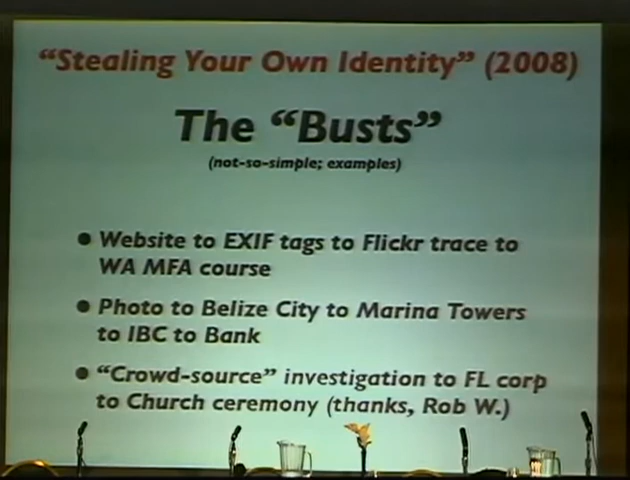 "Stealing Your Own Identity" (2008)
The "Busts"
(not-so-simple; examples)
• Website to EXIF tags to Flickr trace to
WA MFA course
• Photo to Belize City to Marina Towers
to IBC to Bank
• "Crowd-source" investigation to FL corp
to Church ceremony (thanks, Rob W.)